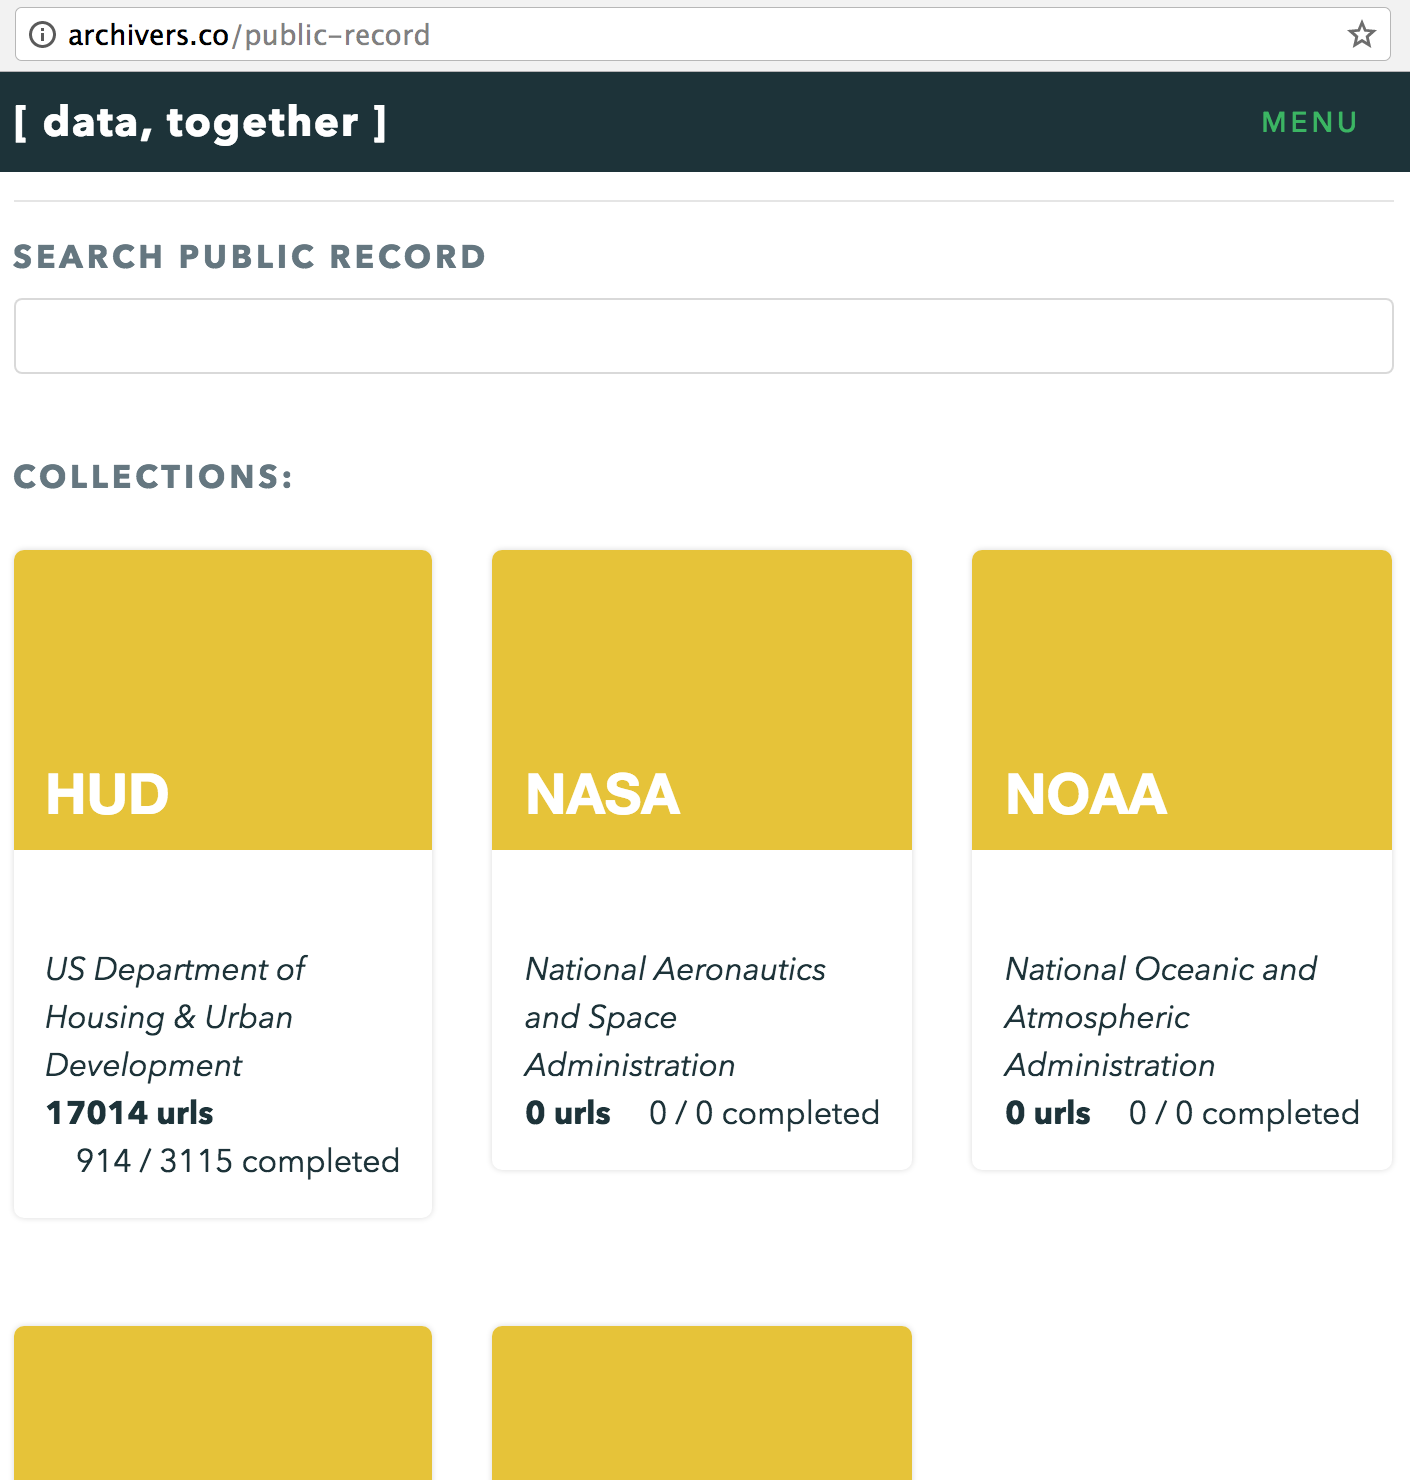 archivers.co/public-record
[ data, together ]
MENU
SEARCH PUBLIC RECORD
COLLECTIONS:
HUD
US Department of
Housing & Urban
Development
17014 urls
914 / 3115 completed
NASA
National Aeronautics
and Space
Administration
0 urls 0 / 0 completed
NOAA
National Oceanic and
Atmospheric
Administration
0 urls 0 / 0 completed